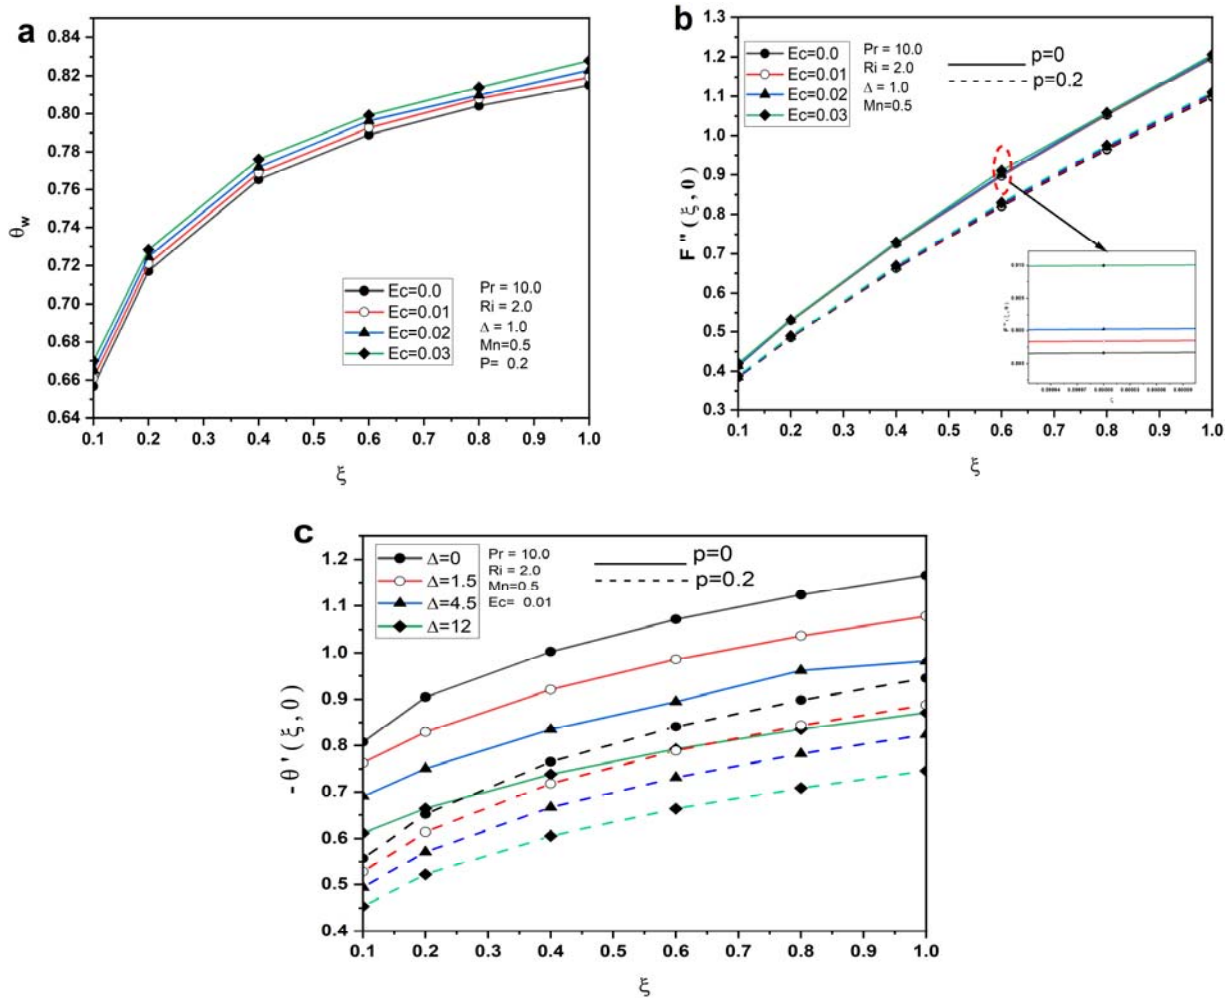 a
0.84
0.82
0.80
0.78
0.76
0.74
0.72
0.70
0.68
0.66
0.64
θw
Ec=0.0
Ec=0.01
Ec=0.02
Ec=0.03
Pr = 10.0
Ri = 2.0
Δ = 1.0
Mn=0.5
P= 0.2
0.1 0.2 0.3 0.4 0.5 0.6 0.7 0.8 0.9 1.0
ξ
b
1.3
1.2
1.1
1.0
0.9
0.8
0.7
0.6
0.5
0.4
0.3
F"(ξ,0)
Ec=0.0
Ec=0.01
Ec=0.02
Ec=0.03
Pr = 10.0
Ri = 2.0
Δ = 1.0
Mn=0.5
p=0
p=0.2
ξ
0.1 0.2 0.3 0.4 0.5 0.6 0.7 0.8 0.9 1.0
ξ
c
1.2
1.1
1.0
0.9
0.8
0.7
0.6
0.5
0.4
-θ'(ξ,0)
Δ=0
Δ=1.5
Δ=4.5
Δ=12
Pr = 10.0
Ri = 2.0
Mn=0.5
Ec= 0.01
p=0
p=0.2
0.1 0.2 0.3 0.4 0.5 0.6 0.7 0.8 0.9 1.0
ξ